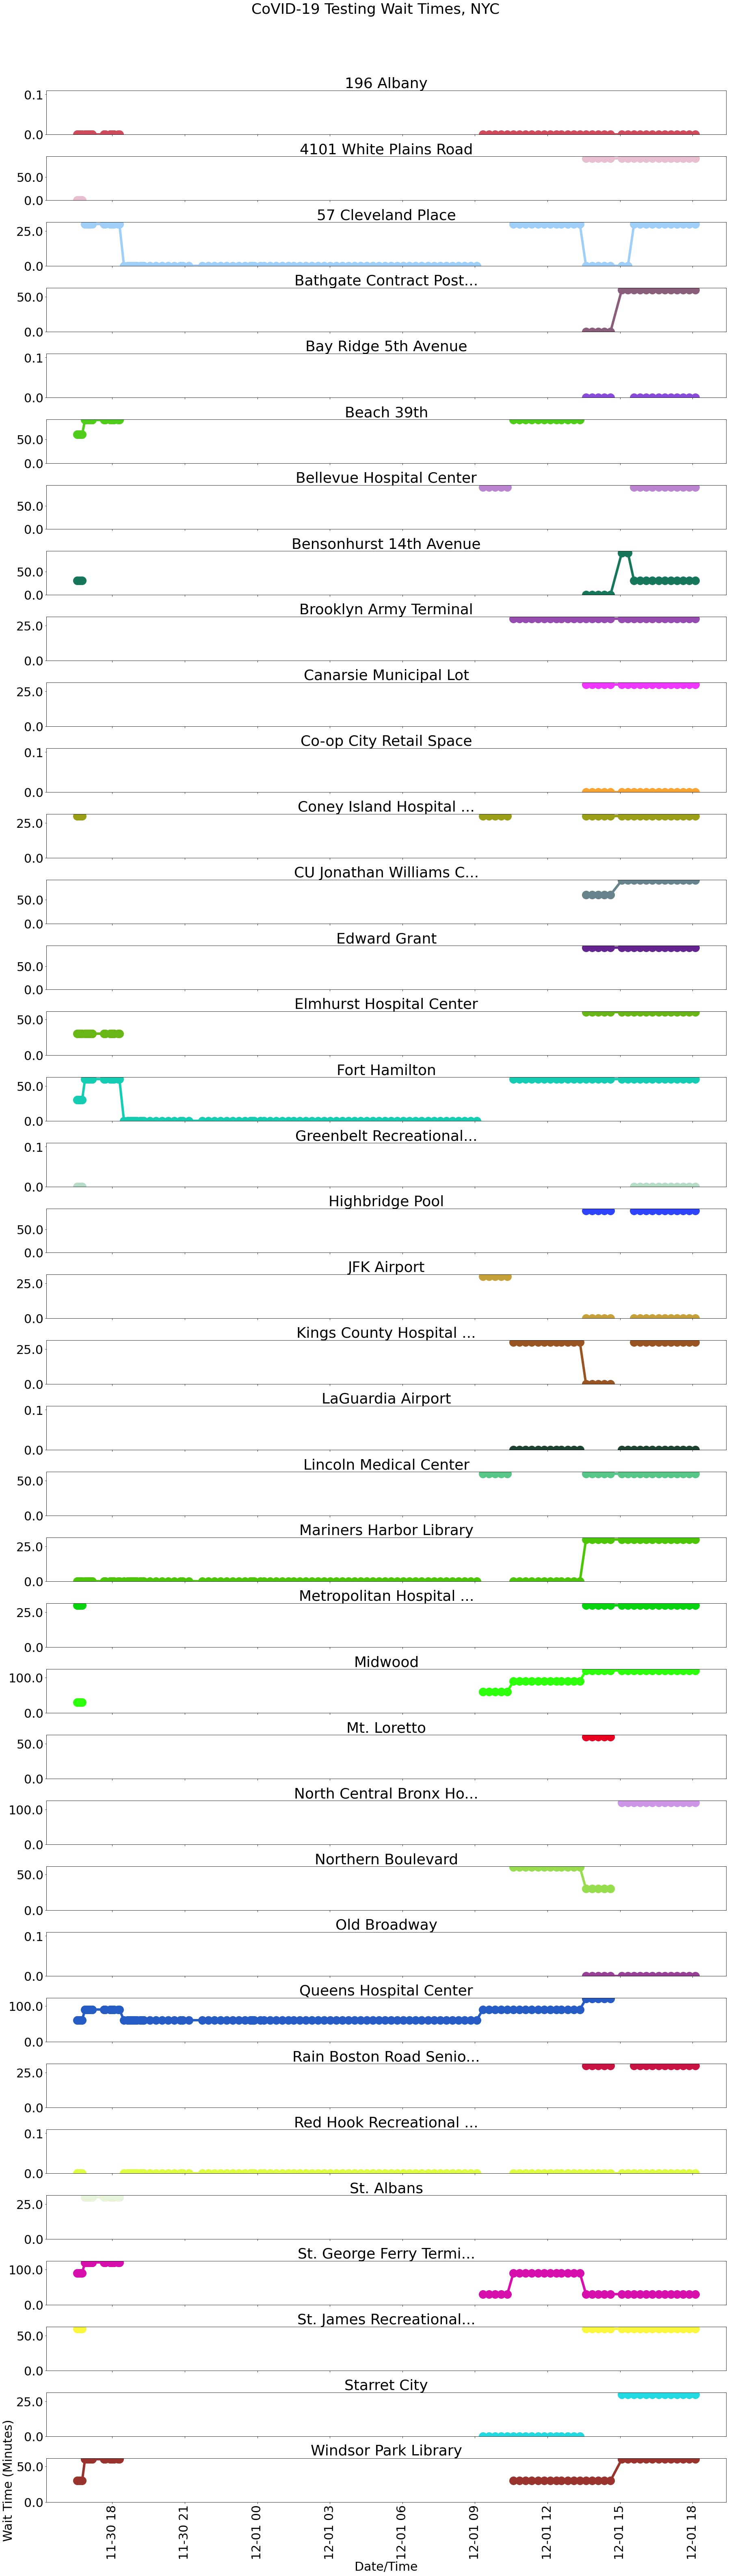 CoVID-19 Testing Wait Times, NYC
196 Albany
0.1
0.0
4101 White Plains Road
50.0
0.0
57 Cleveland Place
25.0
0.0
Bathgate Contract Post...
50.0
0.0
Bay Ridge 5th Avenue
0.1
0.0
Beach 39th
50.0
0.0
Bellevue Hospital Center
50.0
0.0
Bensonhurst 14th Avenue
50.0
0.0
Brooklyn Army Terminal
25.0
0.0
Canarsie Municipal Lot
25.0
0.0
Co-op City Retail Space
0.1
0.0
Coney Island Hospital ...
25.0
0.0
CU Jonathan Williams C...
50.0
0.0
Edward Grant
50.0
0.0
Elmhurst Hospital Center
50.0
0.0
Fort Hamilton
50.0
0.0
Greenbelt Recreational...
0.1
0.0
Highbridge Pool
50.0
0.0
JFK Airport
25.0
0.0
Kings County Hospital ...
25.0
0.0
LaGuardia Airport
0.1
0.0
Lincoln Medical Center
50.0
0.0
Mariners Harbor Library
25.0
0.0
Metropolitan Hospital ...
25.0
0.0
Midwood
100.0
0.0
Mt. Loretto
50.0
0.0
North Central Bronx Ho...
100.0
0.0
Northern Boulevard
50.0
0.0
Old Broadway
0.1
0.0
Queens Hospital Center
100.0
0.0
Rain Boston Road Senio...
25.0
0.0
Red Hook Recreational ...
0.1
0.0
St. Albans
25.0
0.0
St. George Ferry Termi...
100.0
0.0
St. James Recreational...
50.0
0.0
Starret City
25.0
0.0
Windsor Park Library
50.0
0.0
Wait Time (Minutes)
11-30 18
11-30 21
12-01 00
12-01 03
12-01 06
12-01 09
12-01 12
12-01 15
12-01 18
Date/Time